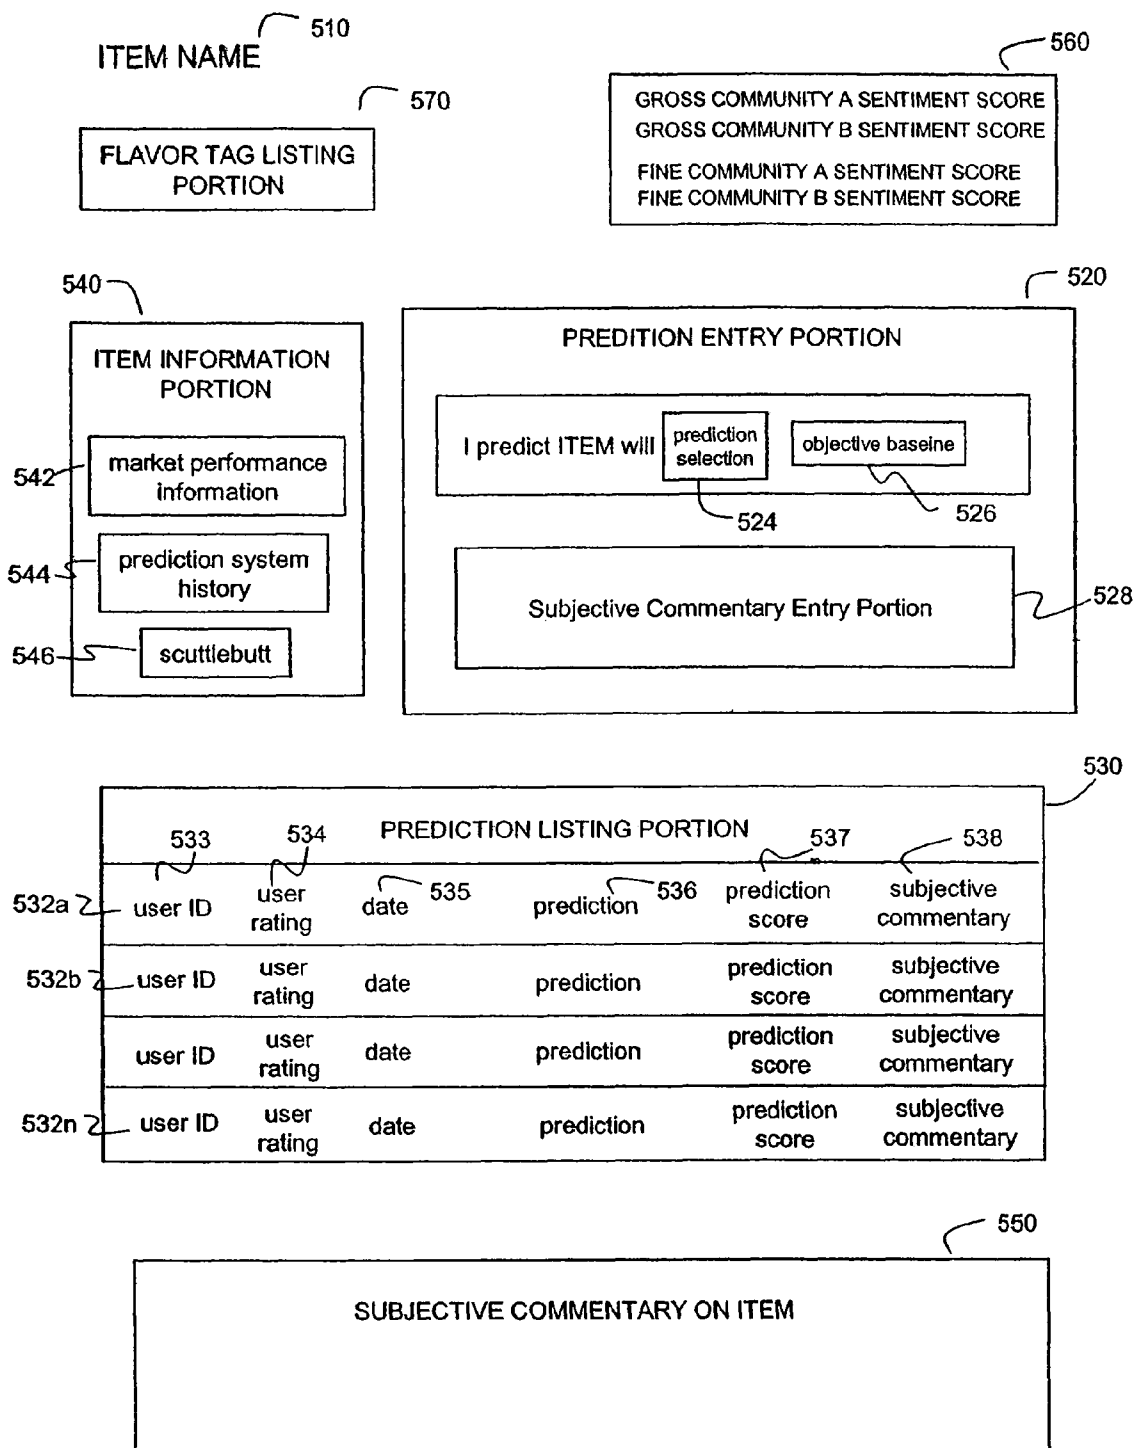 510
ITEM NAME
560
570
GROSS COMMUNITY A SENTIMENT SCORE
GROSS COMMUNITY B SENTIMENT SCORE
FINE COMMUNITY A SENTIMENT SCORE
FINE COMMUNITY B SENTIMENT SCORE
FLAVOR TAG LISTING
PORTION
540
520
ITEM INFORMATION
PORTION
542
market performance
information
544
prediction system
history
546
scuttlebutt
PREDITION ENTRY PORTION
I predict ITEM will
prediction
selection
objective baseine
524
526
Subjective Commentary Entry Portion
528
530
PREDICTION LISTING PORTION
533
534
537
538
532a
user ID
user
rating
date
535
prediction
536
prediction
score
subjective
commentary
532b
user ID
user
rating
date
prediction
prediction
score
subjective
commentary
user ID
user
rating
date
prediction
prediction
score
subjective
commentary
532n
user ID
user
rating
date
prediction
prediction
score
subjective
commentary
550
SUBJECTIVE COMMENTARY ON ITEM